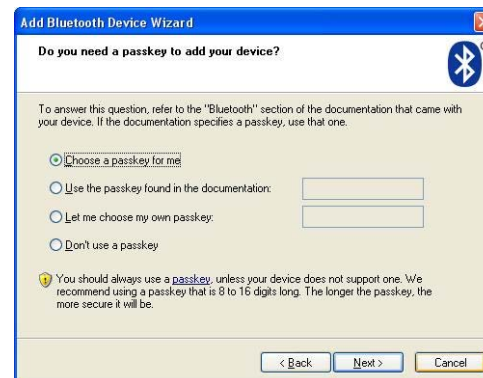 Add Bluetooth Device Wizard
Do you need a passkey to add your device?
To answer this question, refer to the "Bluetooth" section of the documentation that came with
your device. If the documentation specifies a passkey, use that one.
Choose a passkey for me
Use the passkey found in the documentation:
Let me choose my own passkey:
Don't use a passkey
You should always use a passkey, unless your device does not support one. We
recommend using a passkey that is 8 to 16 digits long. The longer the passkey, the
more secure it will be.
< Back
Next >
Cancel